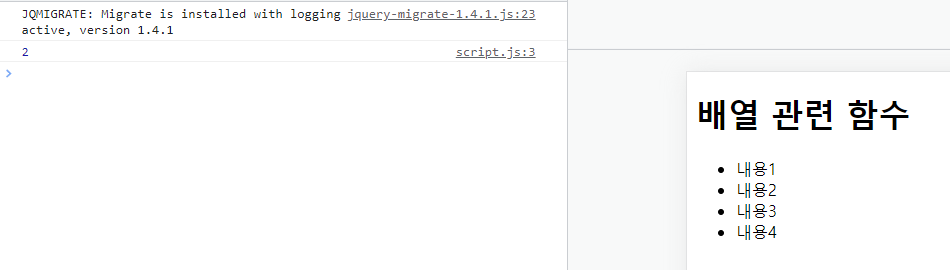 JQMIGRATE: Migrate is installed with logging jquery-migrate-1.4.1.js:23
active, version 1.4.1
2 script.js:3
배열 관련 함수
내용1
내용2
내용3
내용4